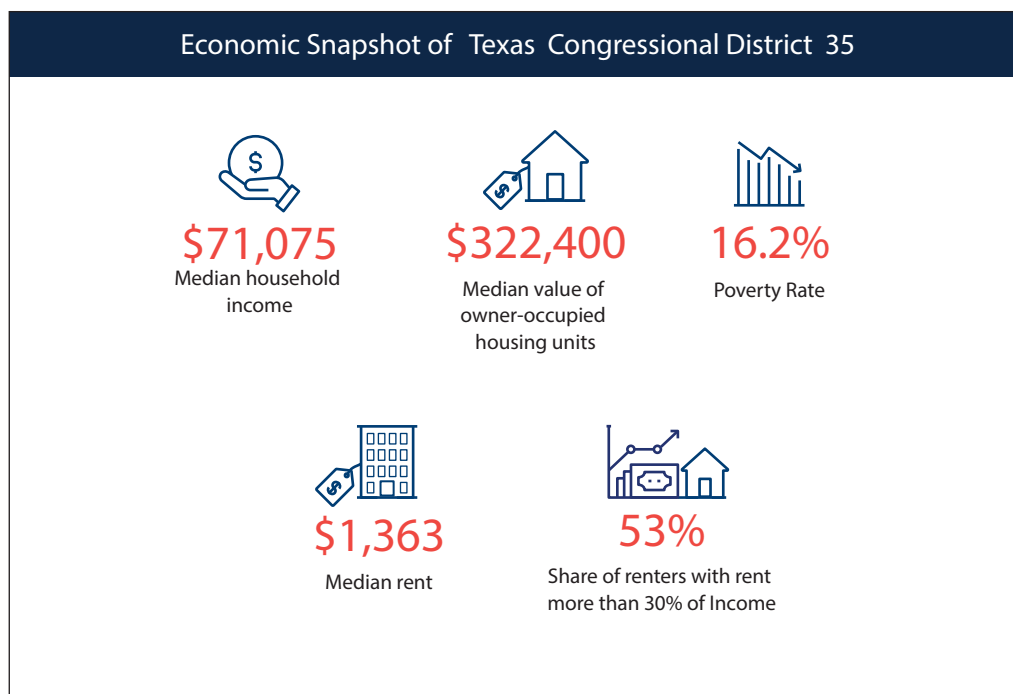 Economic Snapshot of Texas Congressional District 35
$
$71,075
Median household
income
$
$322,400
Median value of
owner-occupied
housing units
16.2%
Poverty Rate
$
$1,363
Median rent
53%
Share of renters with rent
more than 30% of Income